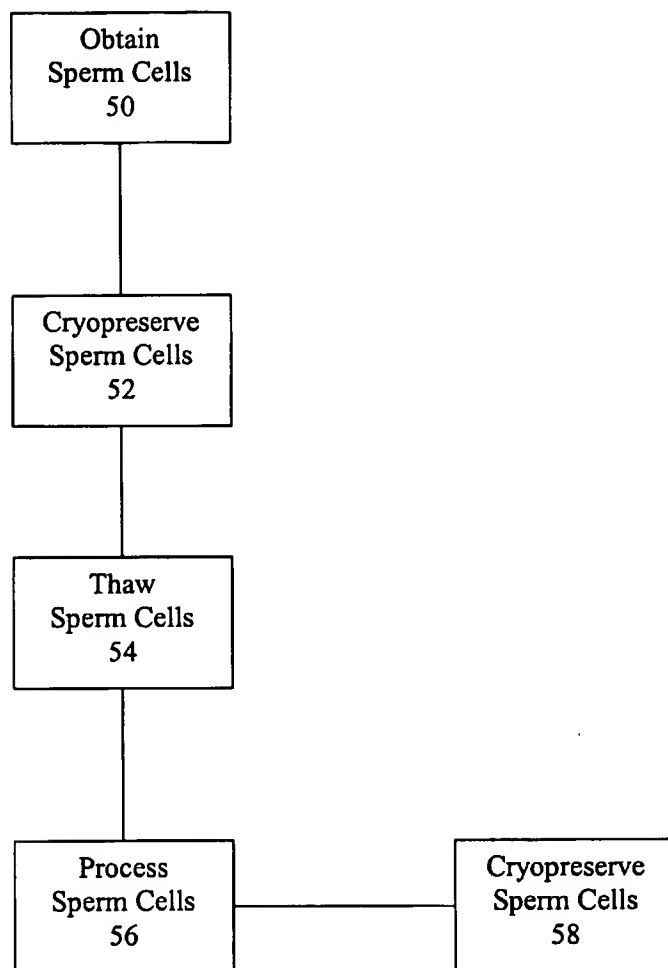 Obtain
Sperm Cells
50
Cryopreserve
Sperm Cells
52
Thaw
Sperm Cells
54
Process
Sperm Cells
56
Cryopreserve
Sperm Cells
58